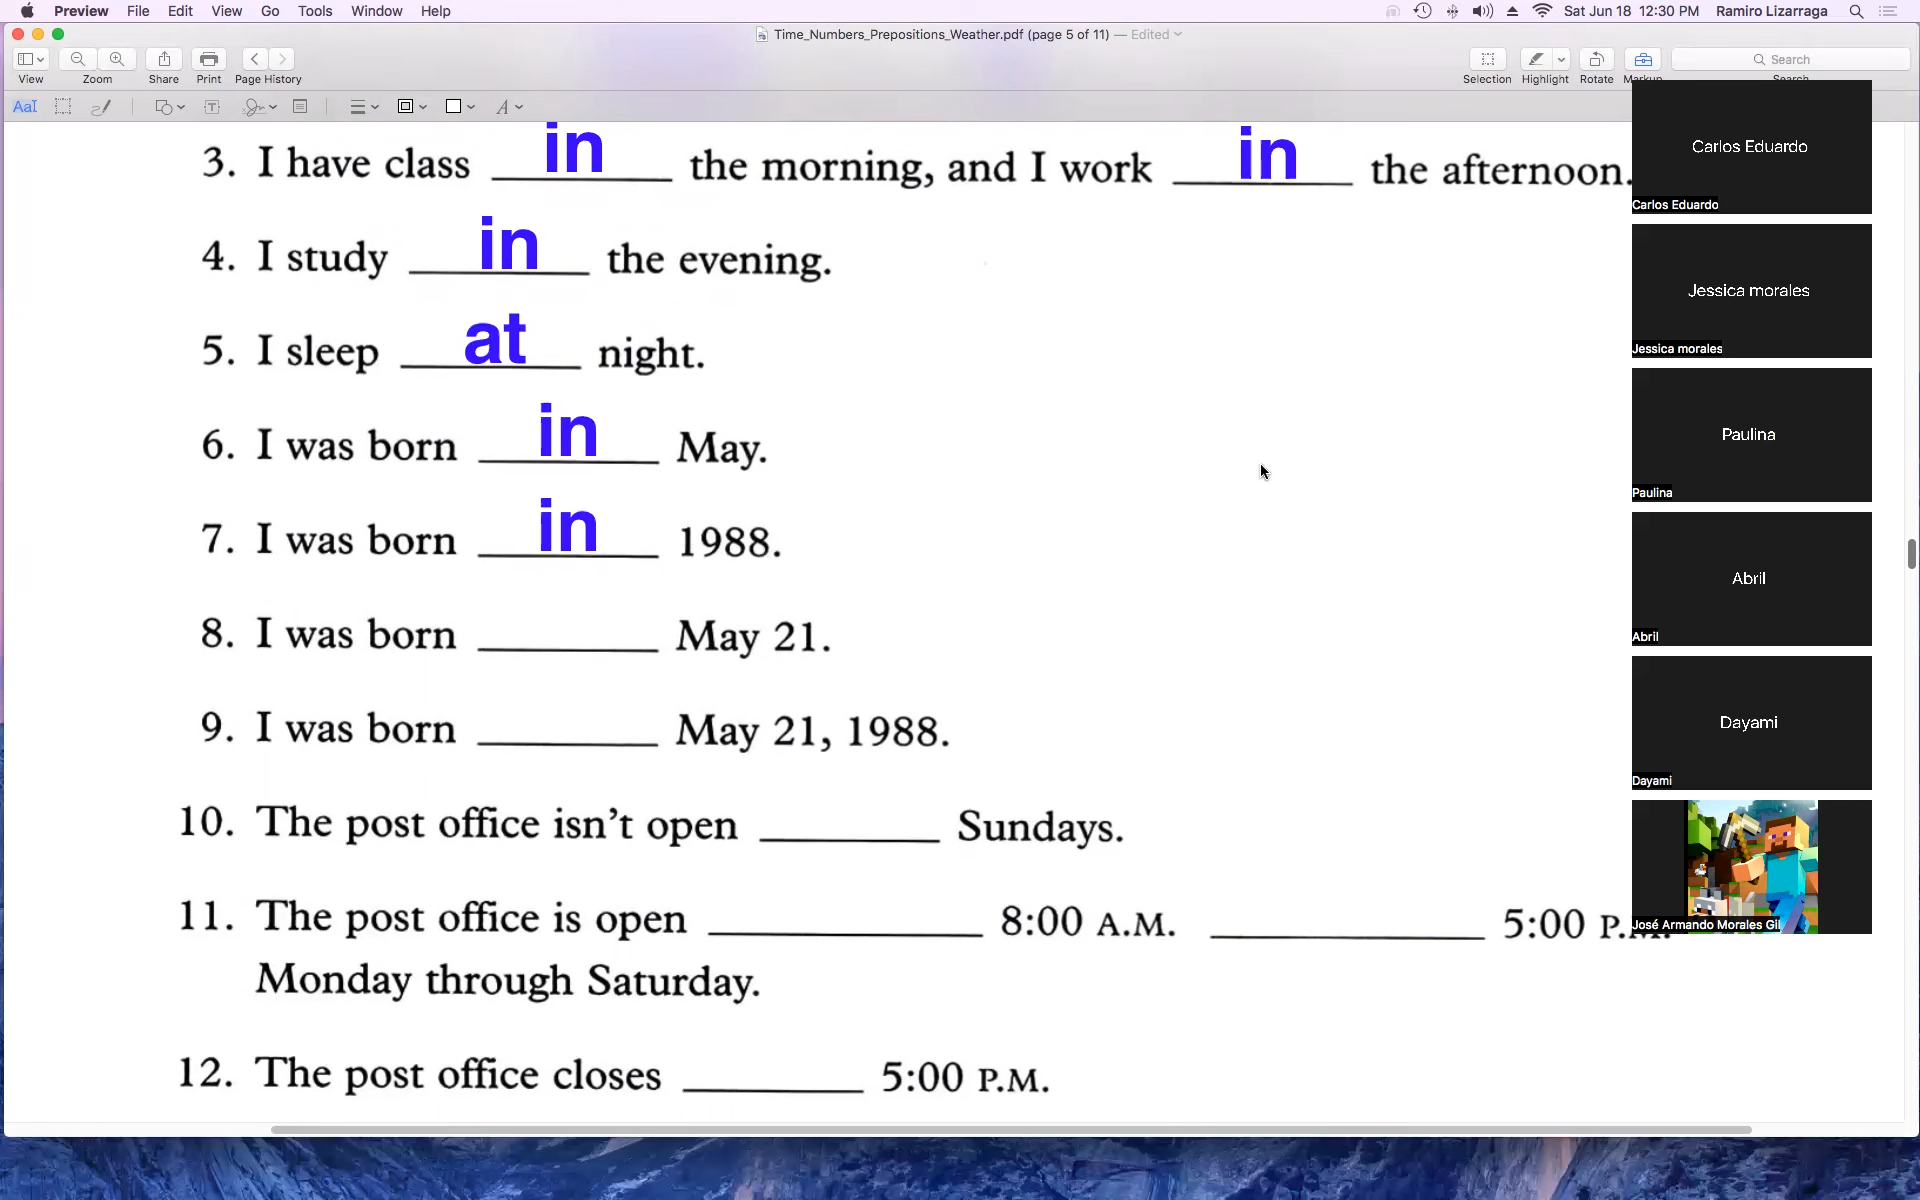 Preview File Edit View Go Tools Window Help Sat Jun 18 12:30 PM Ramiro Lizarraga
Time_Numbers_Prepositions_Weather.pdf (page 5 of 11) — Edited
Search
View Zoom Share Print Page History Selection Highlight Rotate Markup Search
AaI T A
3. I have class in the morning, and I work in the afternoon.
4. I study in the evening.
5. I sleep at night.
6. I was born in May.
7. I was born in 1988.
8. I was born ________ May 21.
9. I was born ________ May 21, 1988.
10. The post office isn't open ________ Sundays.
11. The post office is open ____________ 8:00 A.M. ____________ 5:00 P.M.
Monday through Saturday.
12. The post office closes ________ 5:00 P.M.
Carlos Eduardo
Carlos Eduardo
Jessica morales
Jessica morales
Paulina
Paulina
Abril
Abril
Dayami
Dayami
José Armando Morales Gil